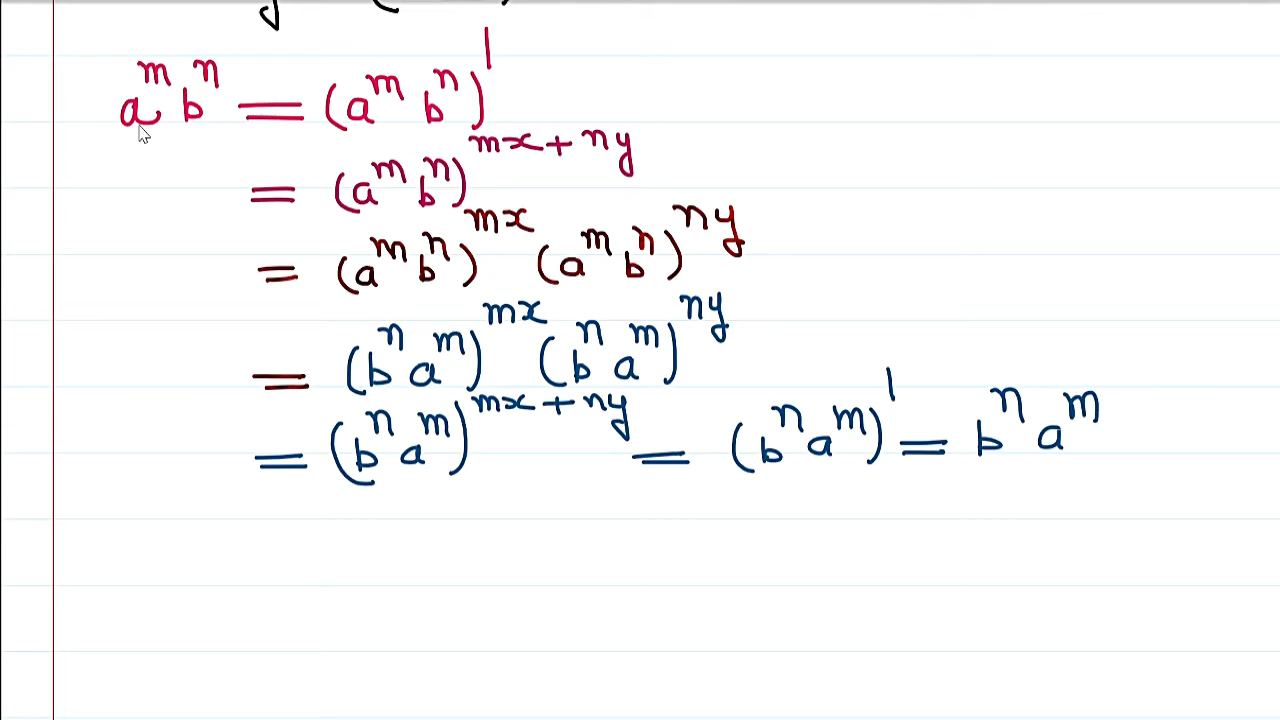 a^m b^n = (a^m b^n)^1
= (a^m b^n)^{mx + ny}
= (a^m b^n)^{mx} (a^m b^n)^{ny}
= (b^n a^m)^{mx} (b^n a^m)^{ny}
= (b^n a^m)^{mx + ny} = (b^n a^m)^1 = b^n a^m